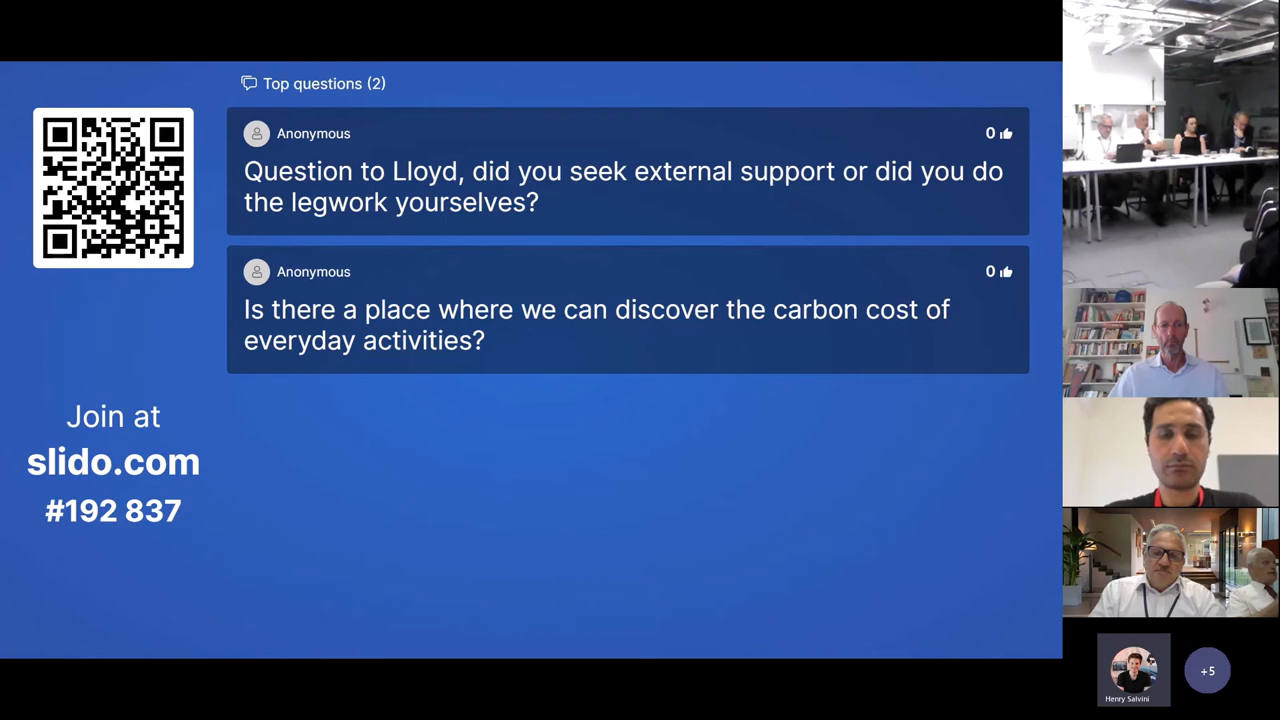 Top questions (2)
Anonymous
0
Question to Lloyd, did you seek external support or did you do
the legwork yourselves?
Anonymous
0
Is there a place where we can discover the carbon cost of
everyday activities?
Join at
slido.com
#192 837
Henry Salvini
+5